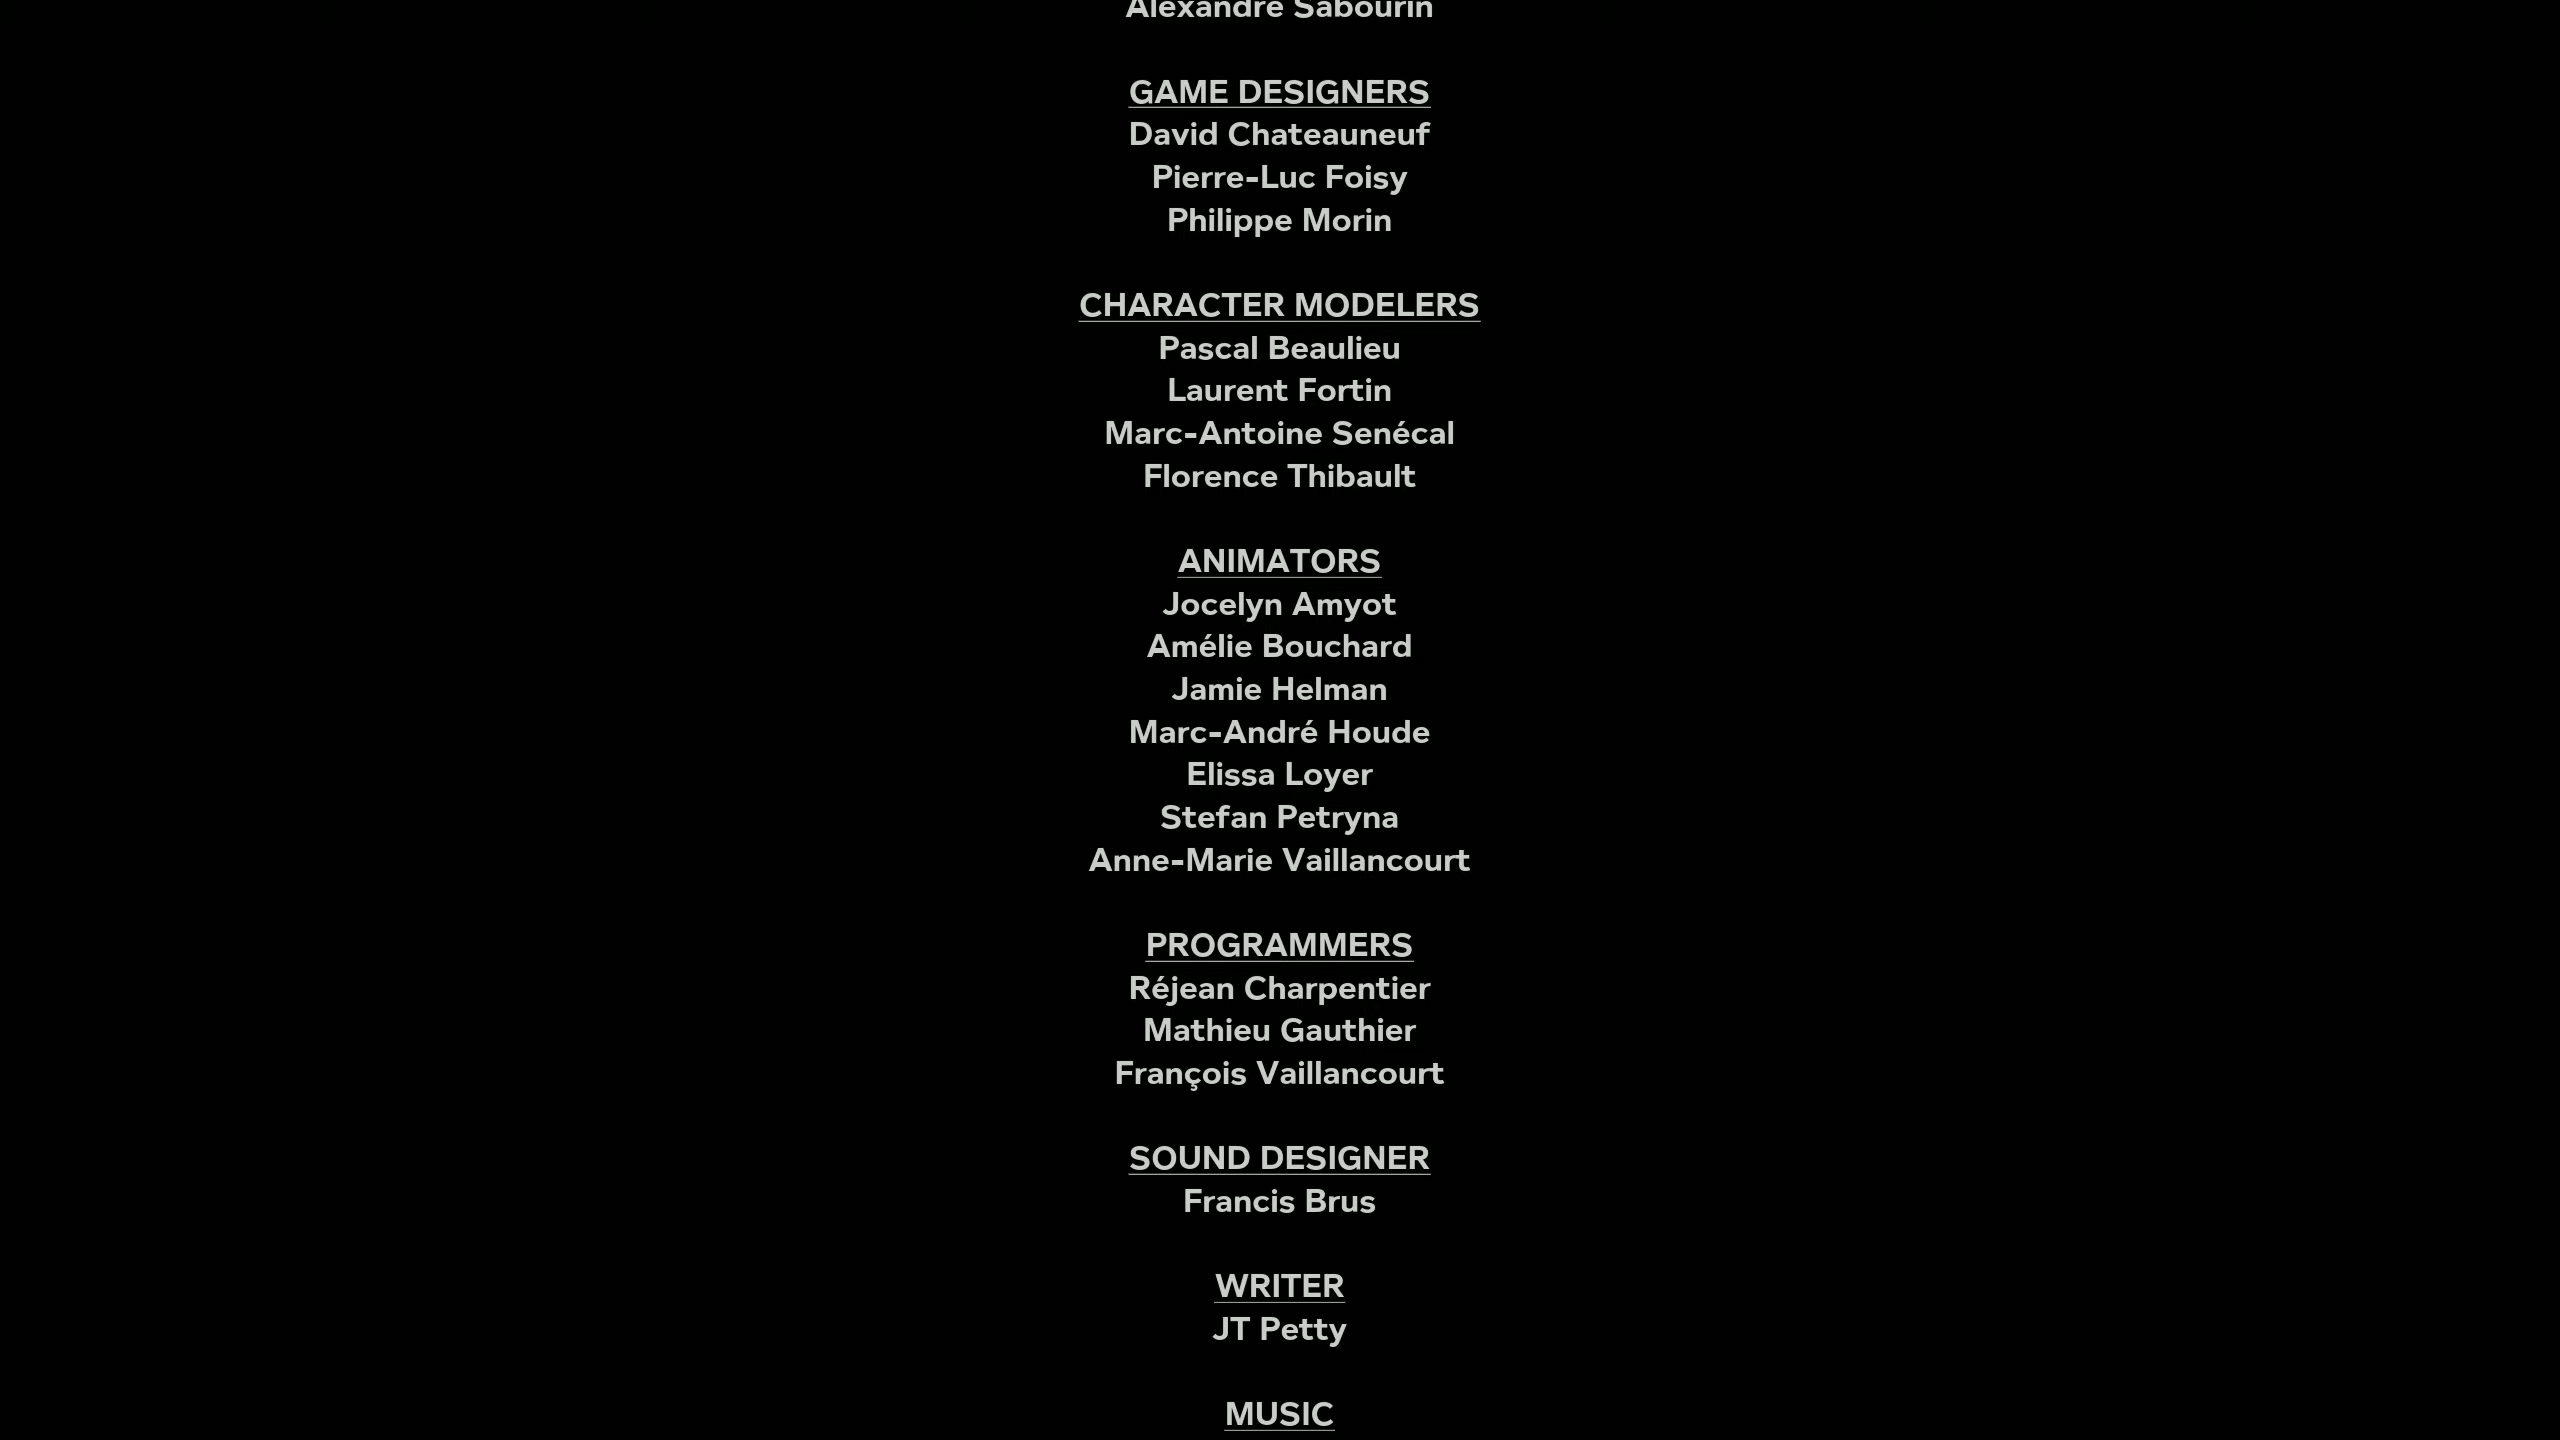 Alexandre Sabourin
GAME DESIGNERS
David Chateauneuf
Pierre-Luc Foisy
Philippe Morin
CHARACTER MODELERS
Pascal Beaulieu
Laurent Fortin
Marc-Antoine Senécal
Florence Thibault
ANIMATORS
Jocelyn Amyot
Amélie Bouchard
Jamie Helman
Marc-André Houde
Elissa Loyer
Stefan Petryna
Anne-Marie Vaillancourt
PROGRAMMERS
Réjean Charpentier
Mathieu Gauthier
François Vaillancourt
SOUND DESIGNER
Francis Brus
WRITER
JT Petty
MUSIC